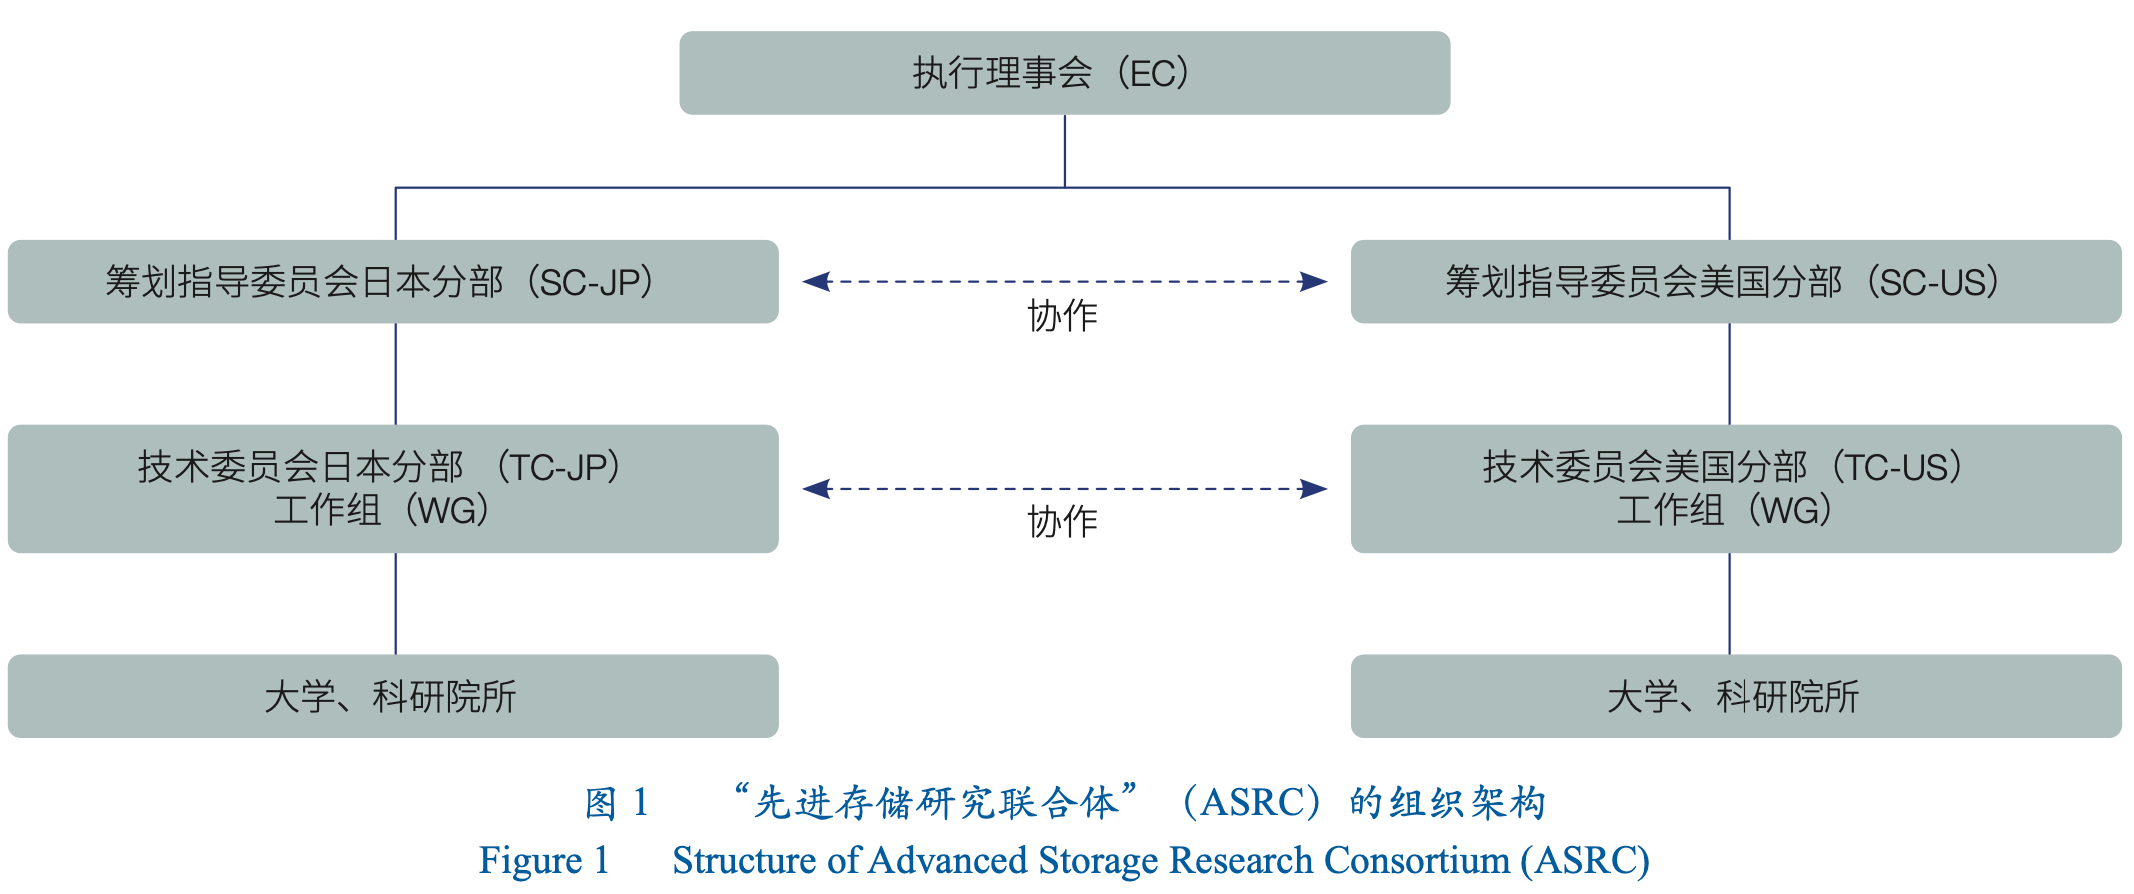 执行理事会（EC）
筹划指导委员会日本分部（SC-JP）
协作
筹划指导委员会美国分部（SC-US）
技术委员会日本分部 （TC-JP）
工作组（WG）
协作
技术委员会美国分部（TC-US）
工作组（WG）
大学、科研院所
大学、科研院所
图 1 “先进存储研究联合体”（ASRC）的组织架构
Figure 1 Structure of Advanced Storage Research Consortium (ASRC)